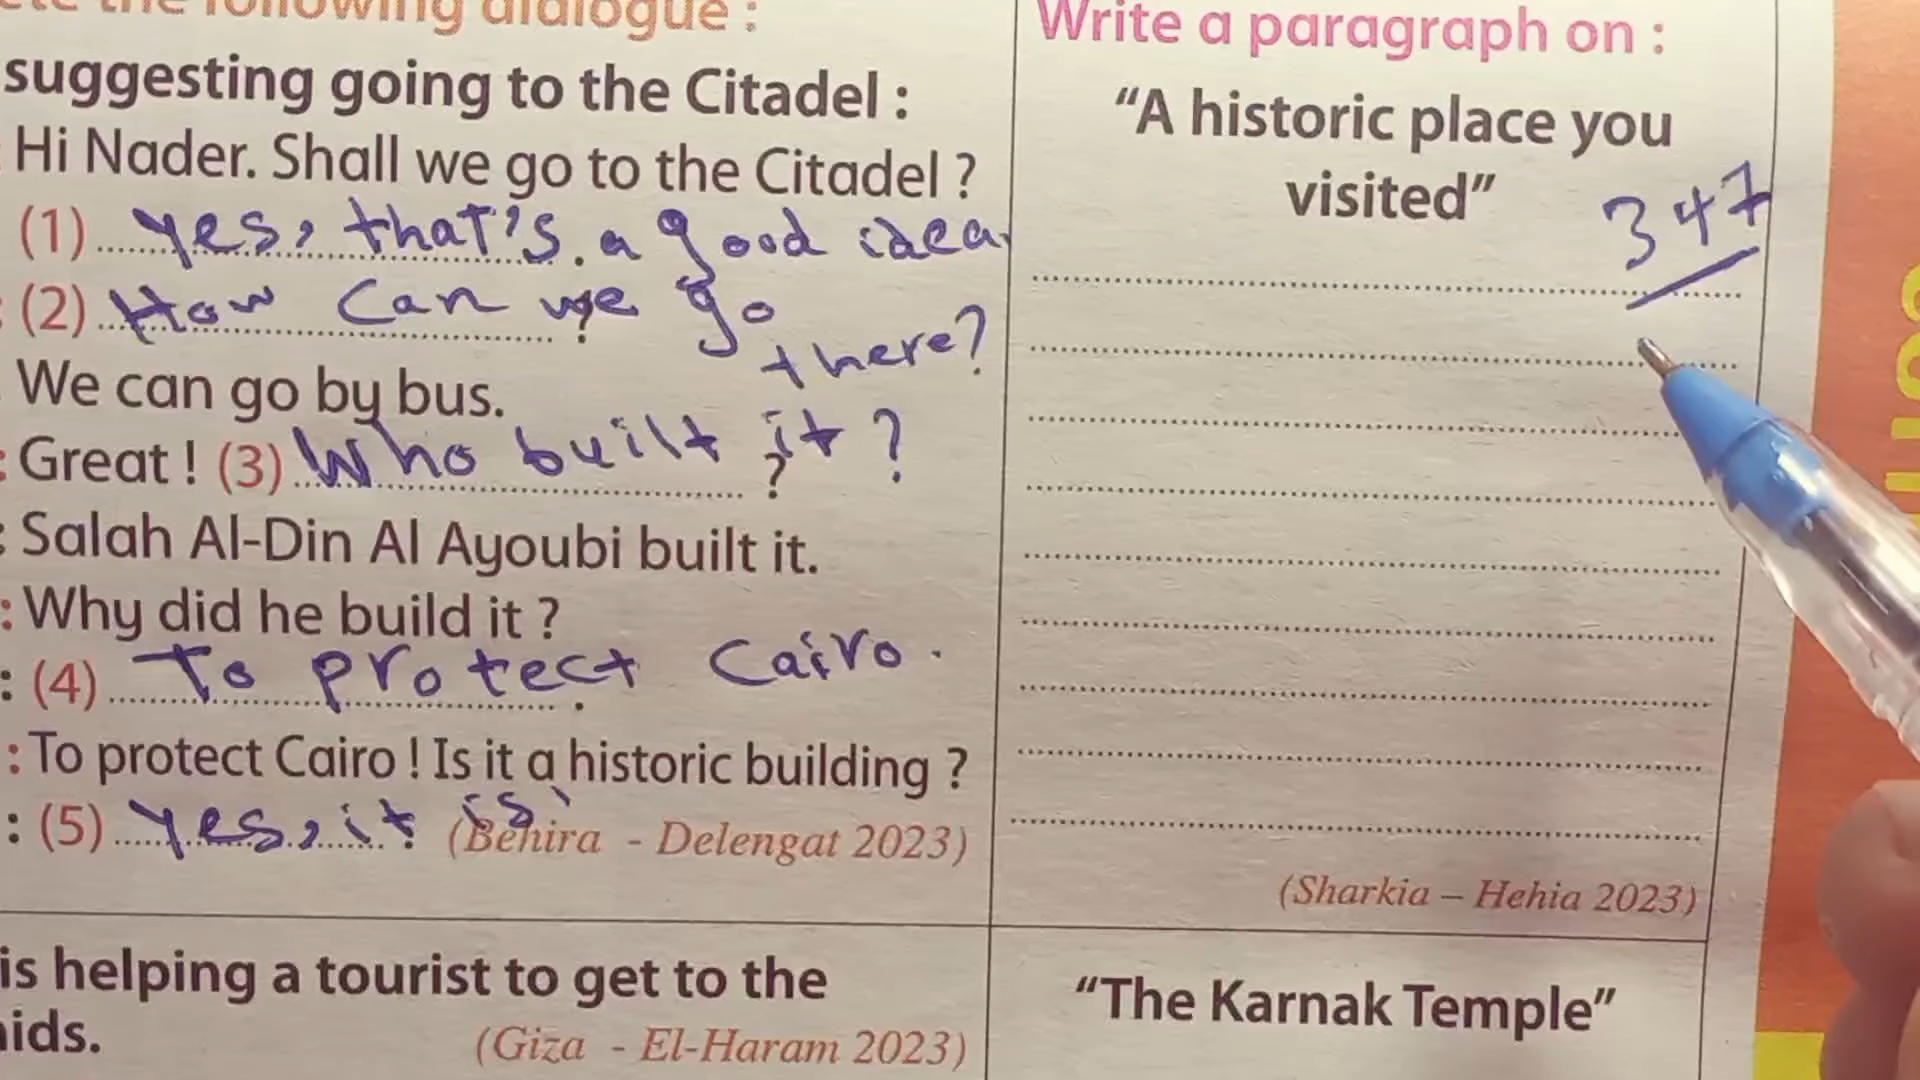 the following dialogue :
suggesting going to the Citadel :
Hi Nader. Shall we go to the Citadel ?
(1) Yes, that's a good idea.
(2) How can we go there?
?
We can go by bus.
: Great ! (3) Who built it ?
?
: Salah Al-Din Al Ayoubi built it.
: Why did he build it ?
: (4) To protect Cairo.
: To protect Cairo ! Is it a historic building ?
: (5) Yes, it is.
(Behira - Delengat 2023)
is helping a tourist to get to the
ids.
(Giza - El-Haram 2023)
Write a paragraph on :
“A historic place you
visited”
347
(Sharkia – Hehia 2023)
“The Karnak Temple”